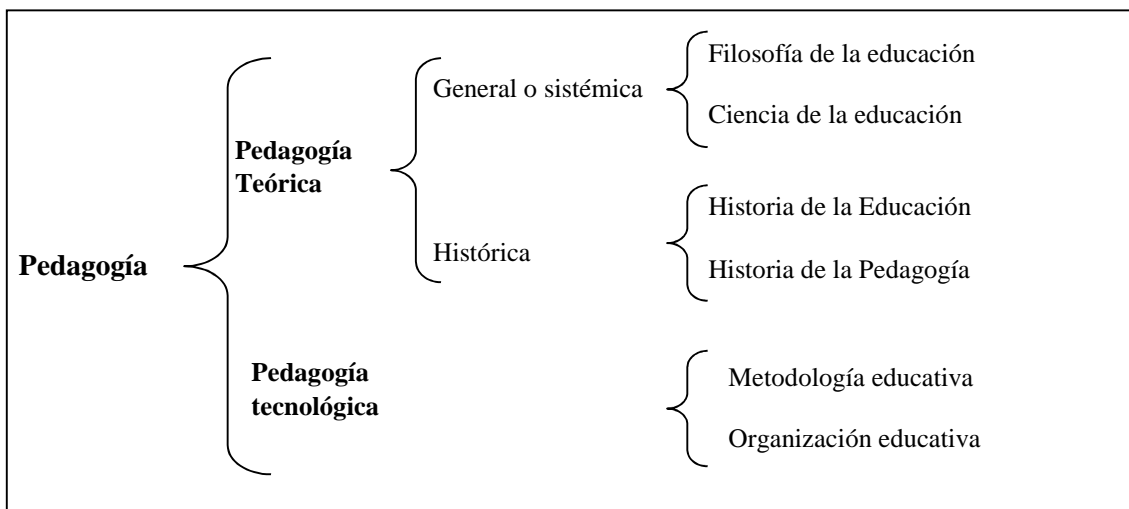 Filosofía de la educación
General o sistémica
Ciencia de la educación
Pedagogía
Teórica
Historia de la Educación
Histórica
Historia de la Pedagogía
Pedagogía
Pedagogía
tecnológica
Metodología educativa
Organización educativa